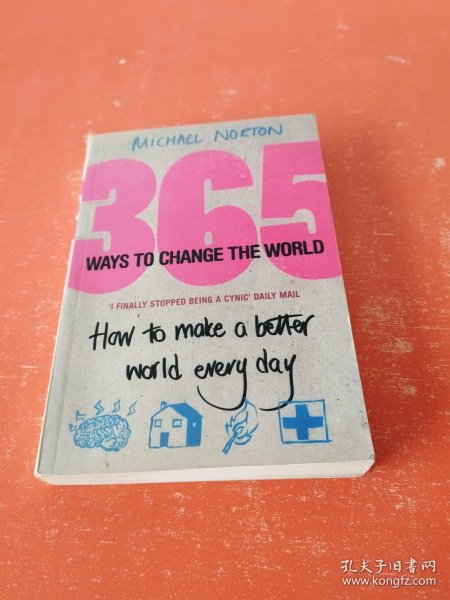 MICHAEL NORTON
365
WAYS TO CHANGE THE WORLD
'I FINALLY STOPPED BEING A CYNIC' DAILY MAIL
How to make a better
world every day
孔夫子旧书网
www.kongfz.com